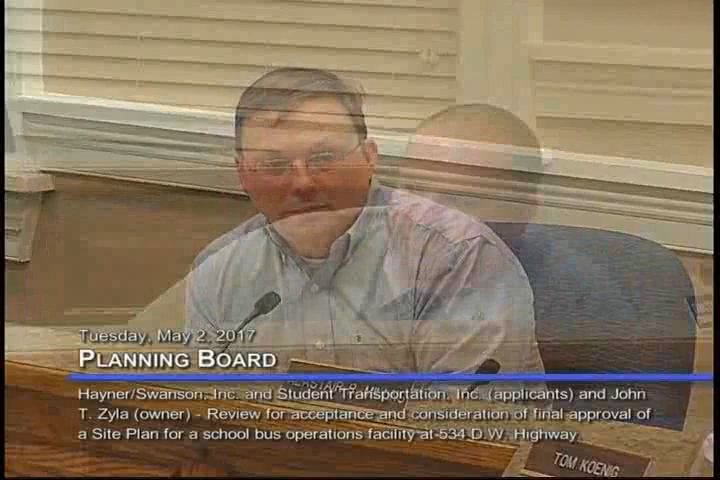 Tuesday, May 2, 2017
PLANNING BOARD
Hayner/Swanson, Inc. and Student Transportation, Inc. (applicants) and John
T. Zyla (owner) - Review for acceptance and consideration of final approval of
a Site Plan for a school bus operations facility at 534 D.W. Highway.
TOM KOENIG